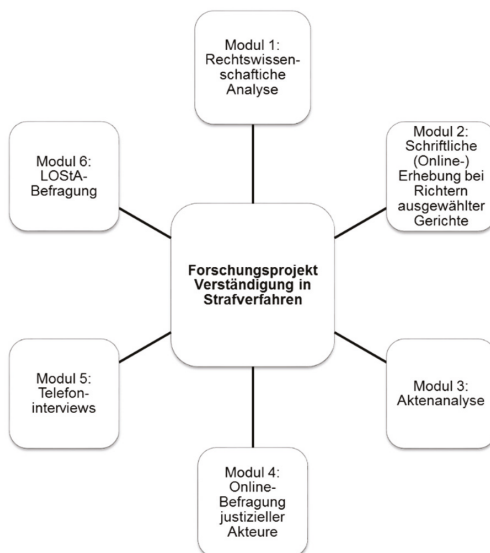 Modul 1:
Rechtswissen-
schaftiche
Analyse
Modul 2:
Schriftliche
(Online-)
Erhebung bei
Richtern
ausgewählter
Gerichte
Modul 6:
LOStA-
Befragung
Forschungsprojekt
Verständigung in
Strafverfahren
Modul 5:
Telefon-
interviews
Modul 3:
Aktenanalyse
Modul 4:
Online-
Befragung
justizieller
Akteure